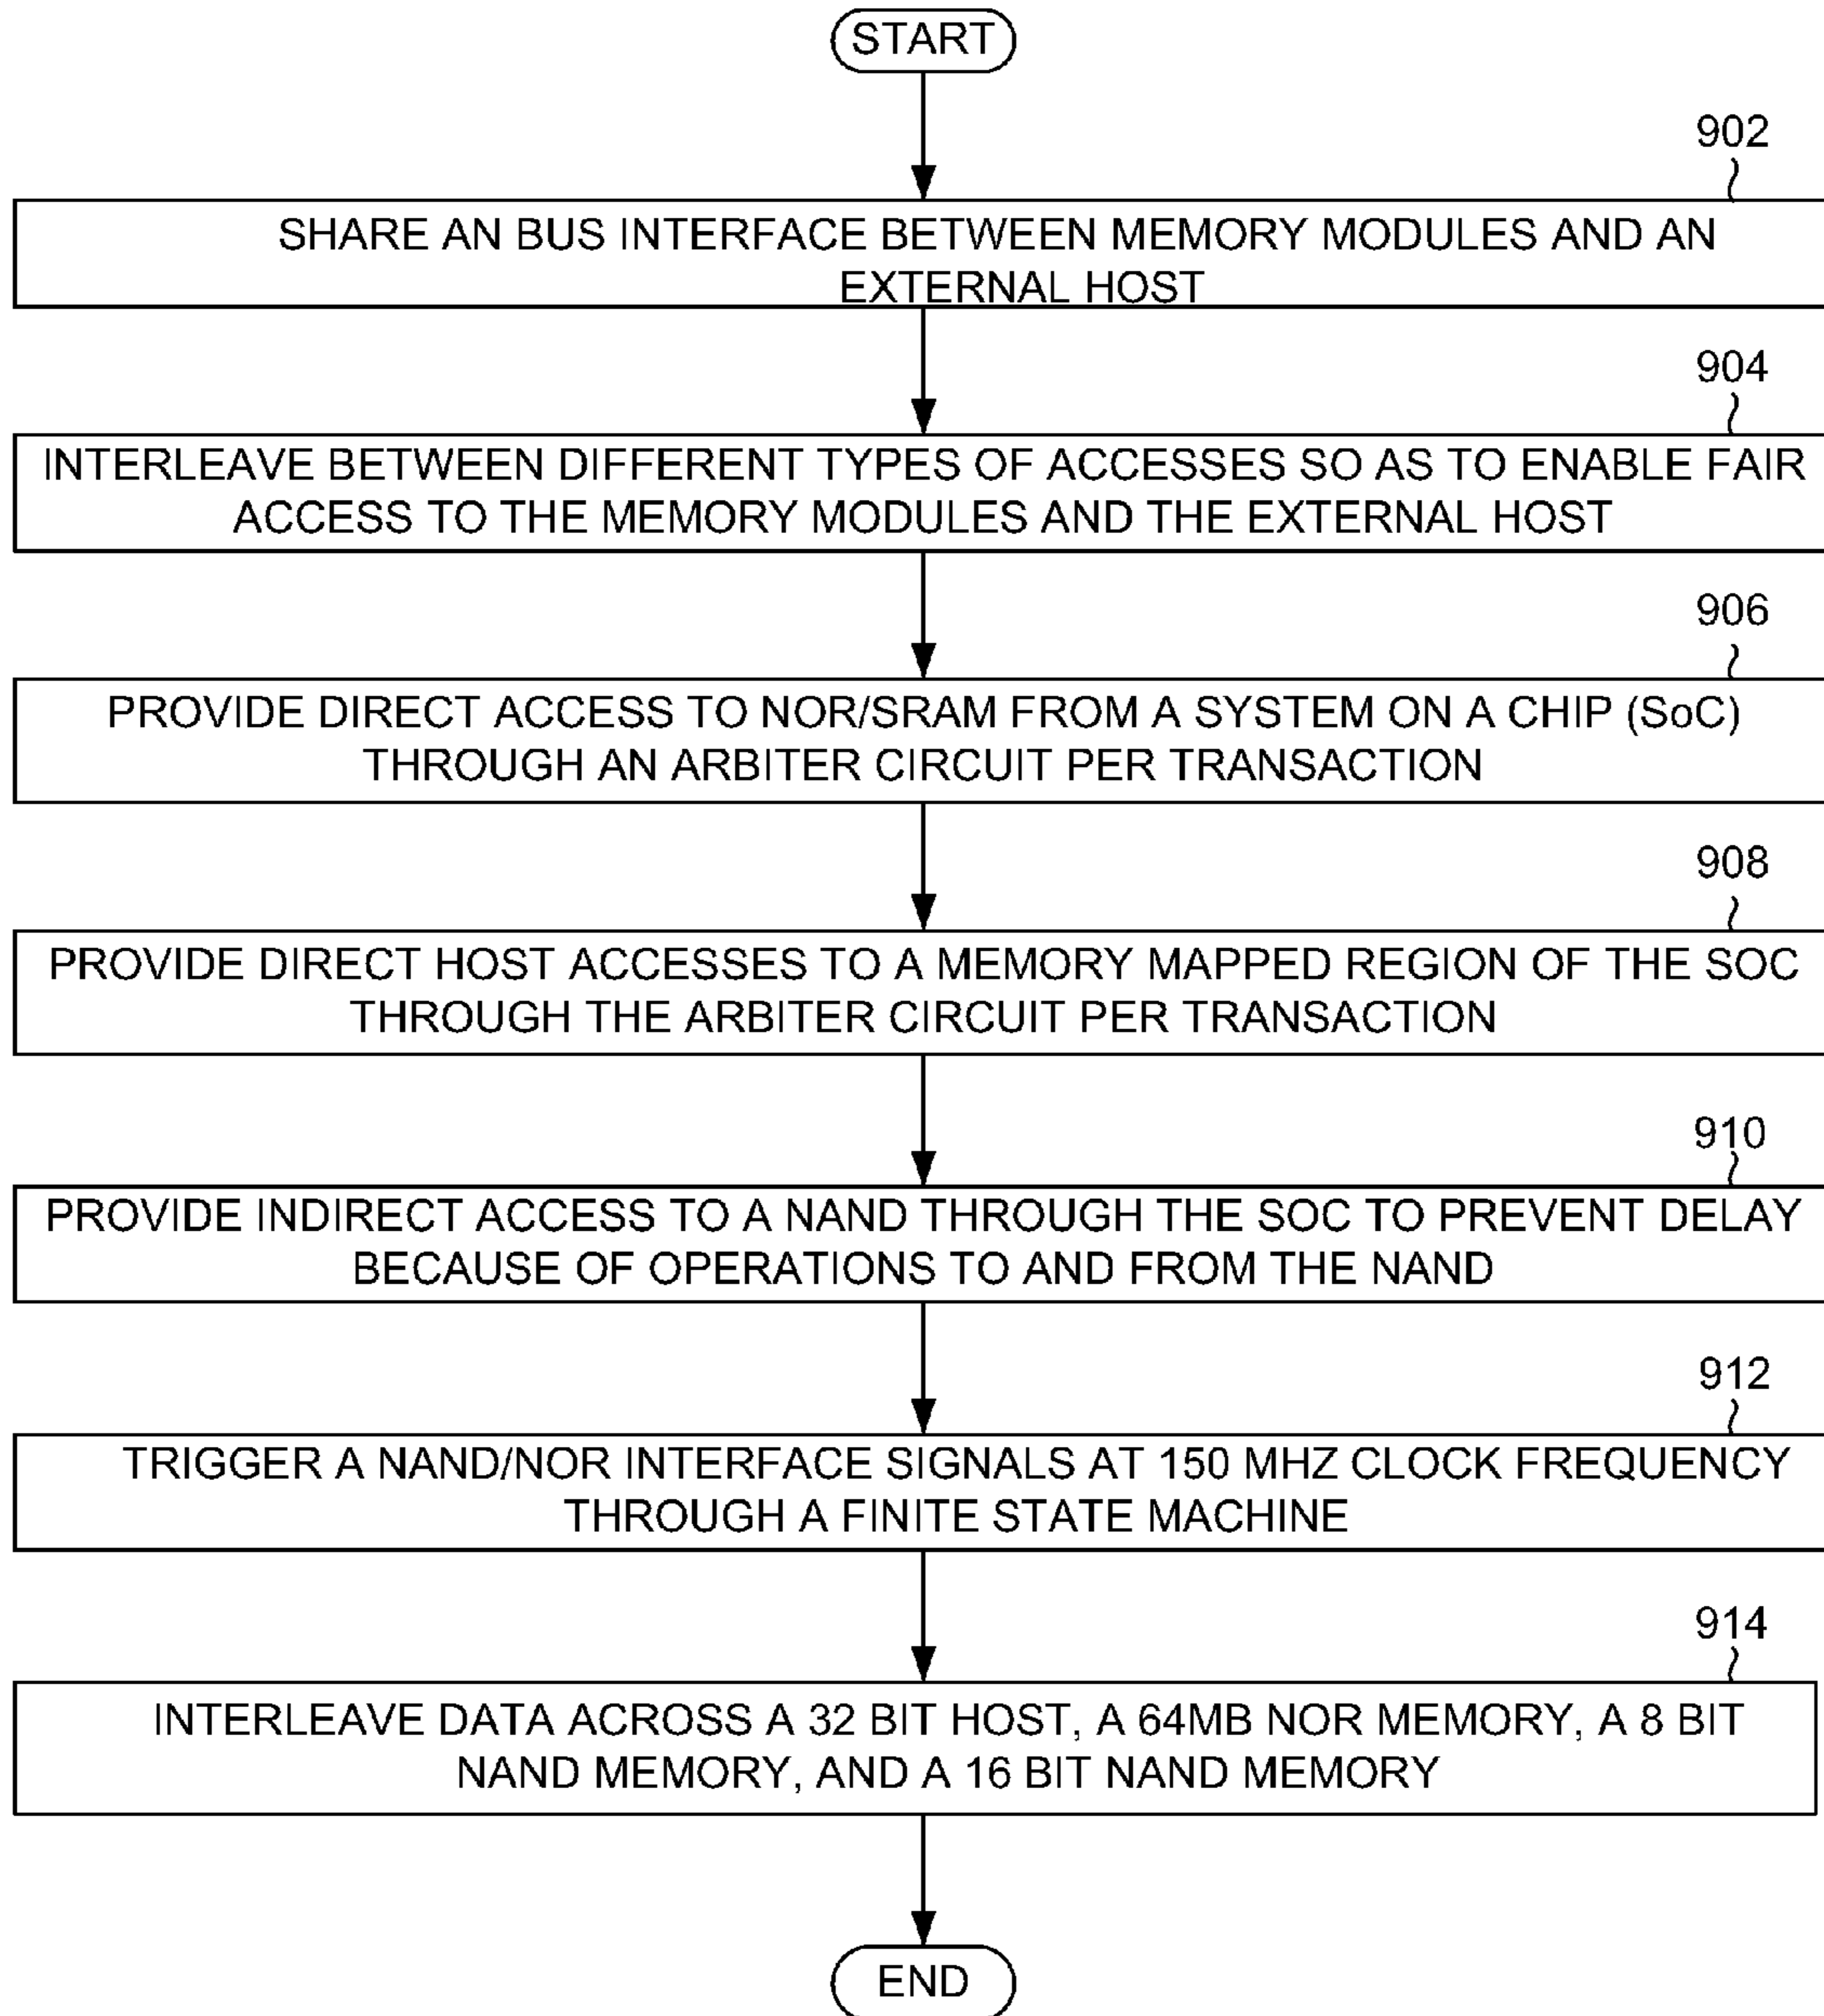 START
902
SHARE AN BUS INTERFACE BETWEEN MEMORY MODULES AND AN
EXTERNAL HOST
904
INTERLEAVE BETWEEN DIFFERENT TYPES OF ACCESSES SO AS TO ENABLE FAIR
ACCESS TO THE MEMORY MODULES AND THE EXTERNAL HOST
906
PROVIDE DIRECT ACCESS TO NOR/SRAM FROM A SYSTEM ON A CHIP (SoC)
THROUGH AN ARBITER CIRCUIT PER TRANSACTION
908
PROVIDE DIRECT HOST ACCESSES TO A MEMORY MAPPED REGION OF THE SOC
THROUGH THE ARBITER CIRCUIT PER TRANSACTION
910
PROVIDE INDIRECT ACCESS TO A NAND THROUGH THE SOC TO PREVENT DELAY
BECAUSE OF OPERATIONS TO AND FROM THE NAND
912
TRIGGER A NAND/NOR INTERFACE SIGNALS AT 150 MHZ CLOCK FREQUENCY
THROUGH A FINITE STATE MACHINE
914
INTERLEAVE DATA ACROSS A 32 BIT HOST, A 64MB NOR MEMORY, A 8 BIT
NAND MEMORY, AND A 16 BIT NAND MEMORY
END